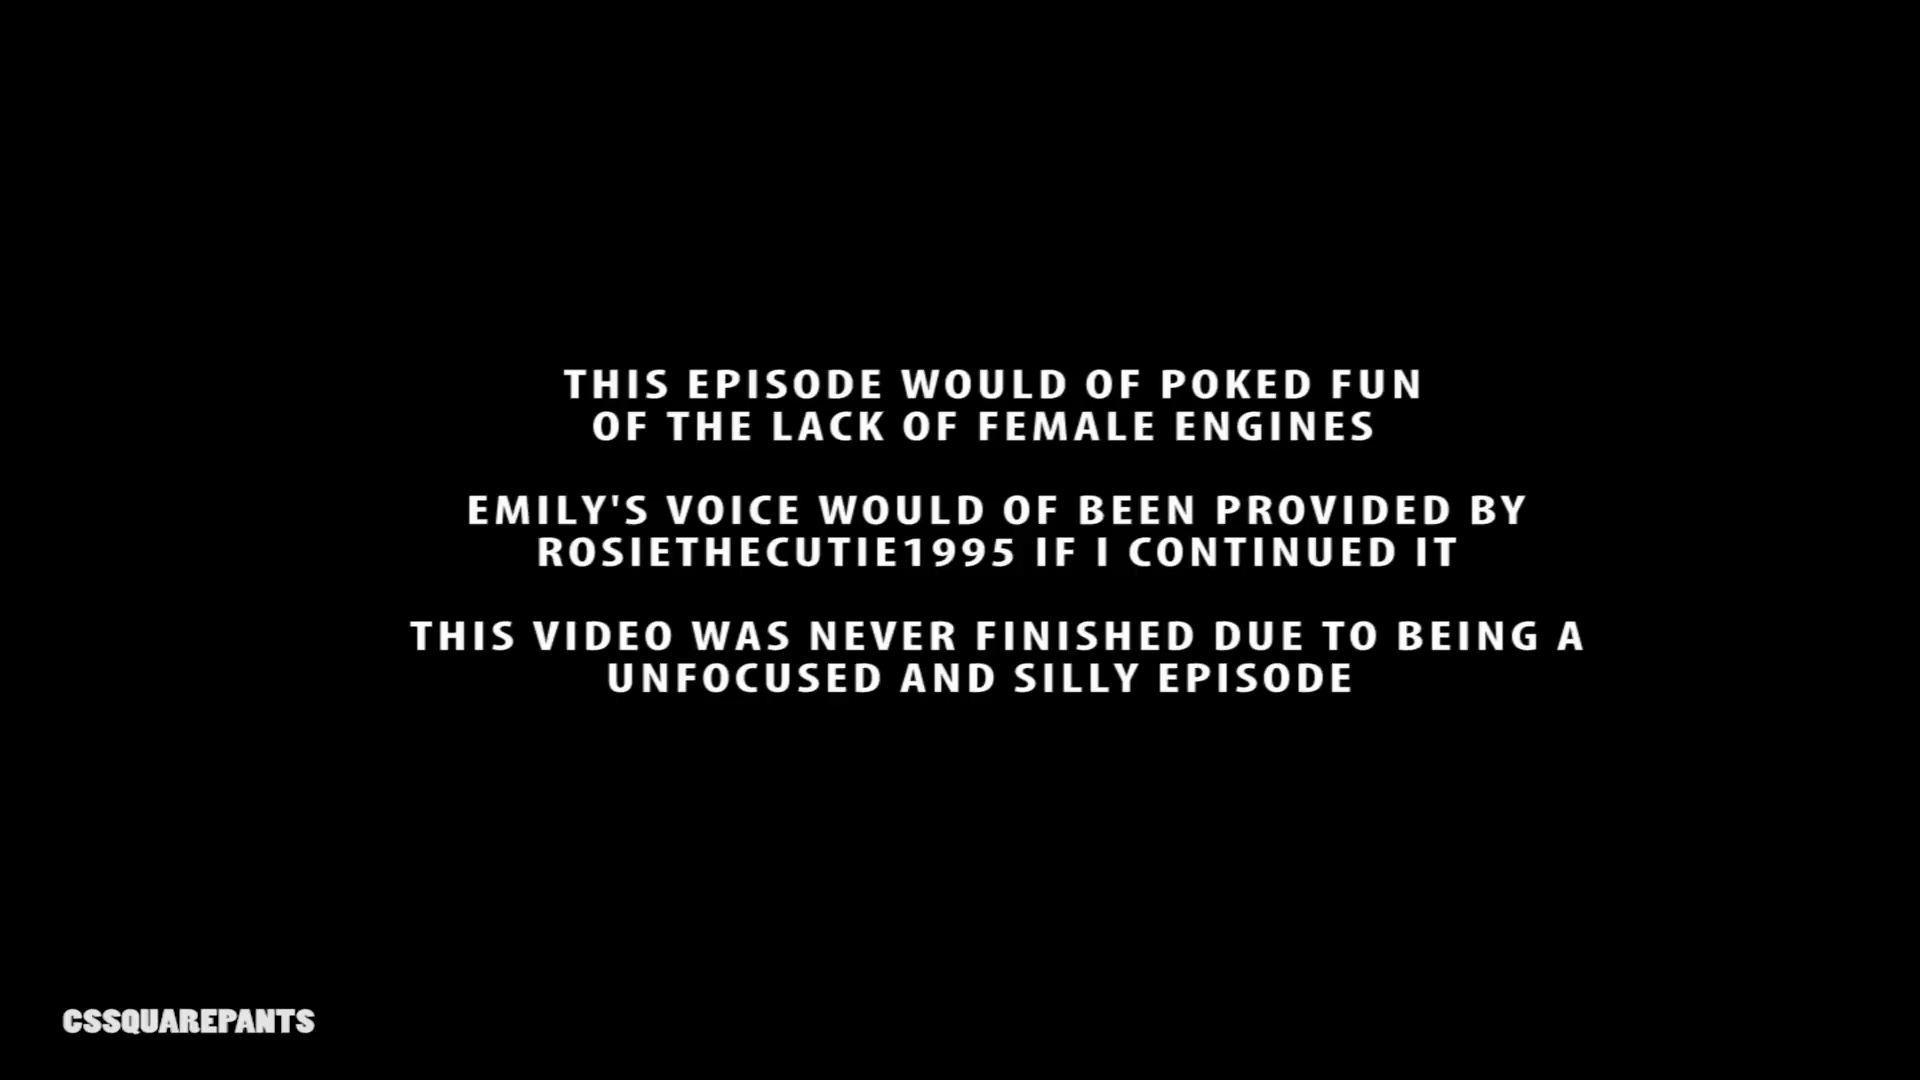 THIS EPISODE WOULD OF POKED FUN
OF THE LACK OF FEMALE ENGINES
EMILY'S VOICE WOULD OF BEEN PROVIDED BY
ROSIETHECUTIE1995 IF I CONTINUED IT
THIS VIDEO WAS NEVER FINISHED DUE TO BEING A
UNFOCUSED AND SILLY EPISODE
CSSQUAREPANTS